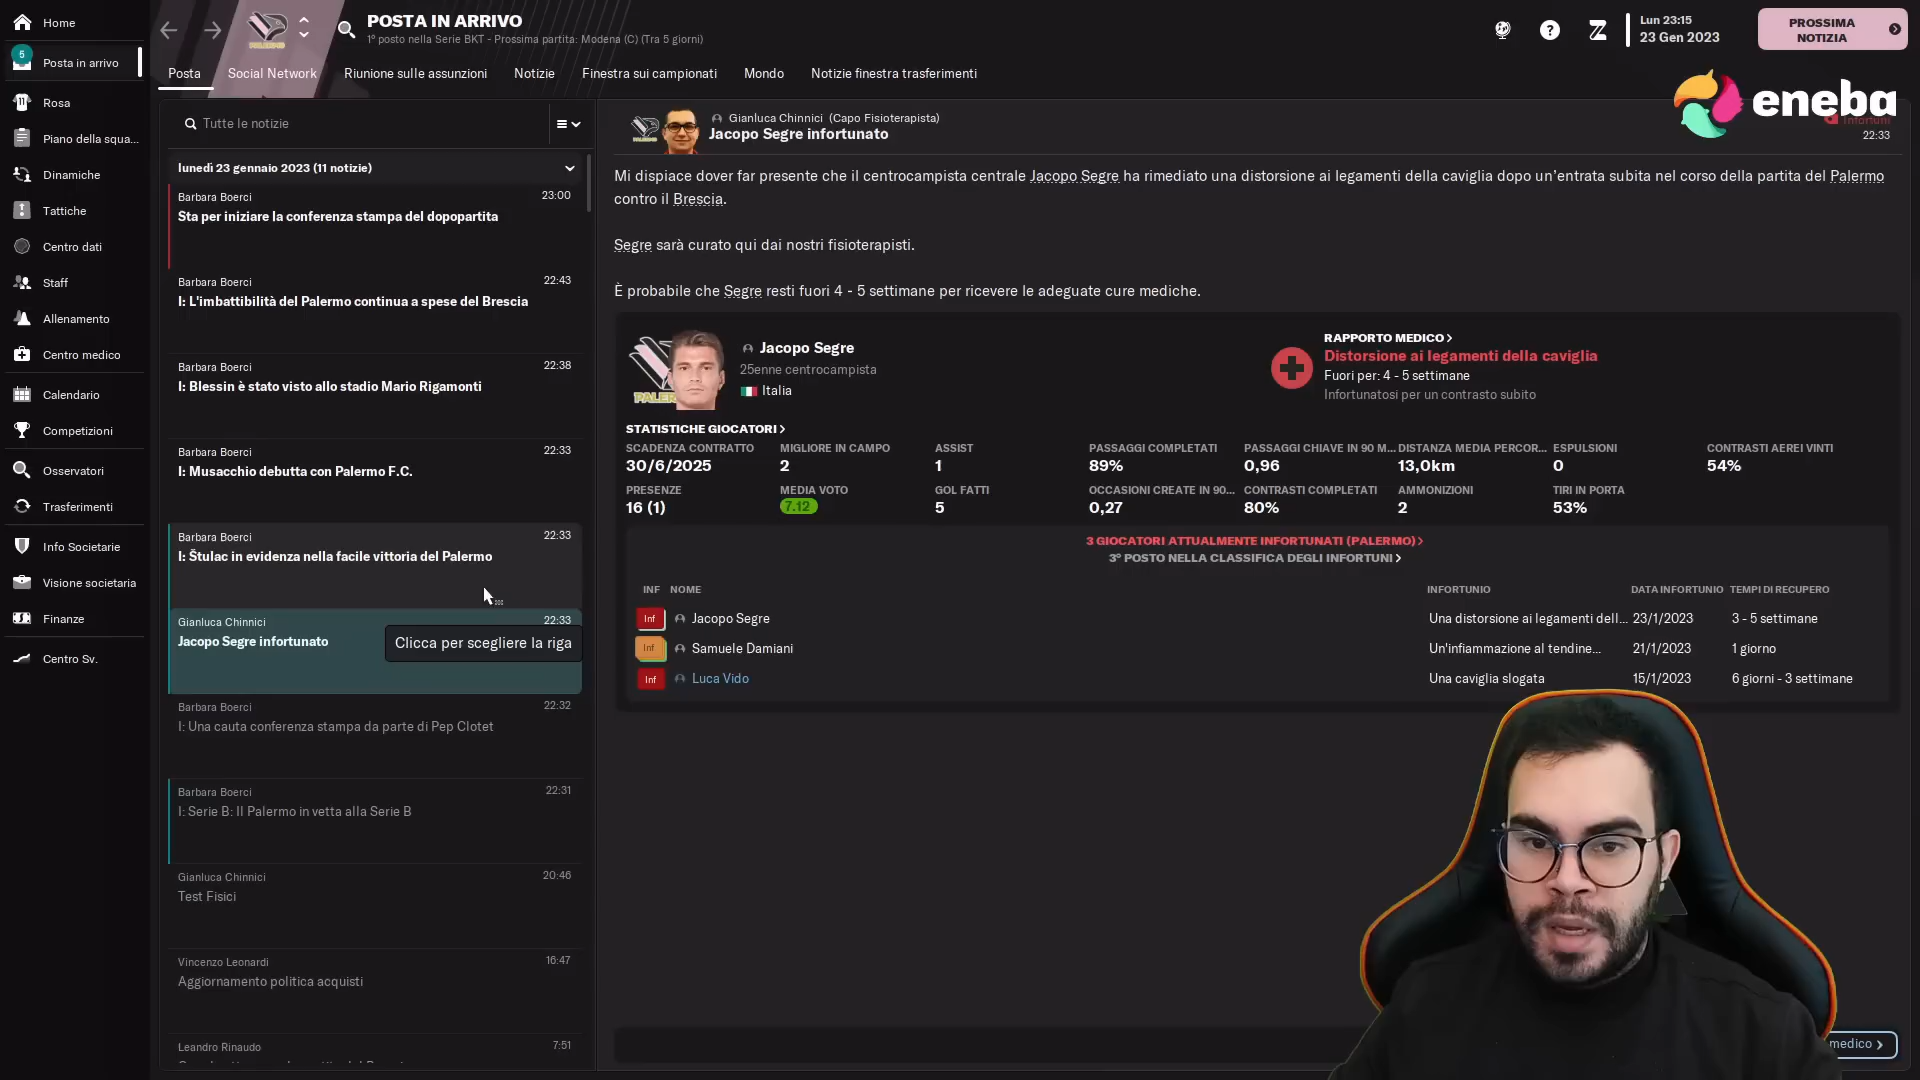 Home
5
Posta in arrivo
Rosa
Piano della squa...
Dinamiche
Tattiche
Centro dati
Staff
Allenamento
Centro medico
Calendario
Competizioni
Osservatori
Trasferimenti
Info Societarie
Visione societaria
Finanze
Centro Sv.
POSTA IN ARRIVO
1° posto nella Serie BKT - Prossima partita: Modena (C) (Tra 5 giorni)
Lun 23:15
23 Gen 2023
PROSSIMA
NOTIZIA
Posta
Social Network
Riunione sulle assunzioni
Notizie
Finestra sui campionati
Mondo
Notizie finestra trasferimenti
eneba
Infortuni
22:33
Tutte le notizie
lunedì 23 gennaio 2023 (11 notizie)
Barbara Boerci 23:00
Sta per iniziare la conferenza stampa del dopopartita
Barbara Boerci 22:43
I: L'imbattibilità del Palermo continua a spese del Brescia
Barbara Boerci 22:38
I: Blessin è stato visto allo stadio Mario Rigamonti
Barbara Boerci 22:33
I: Musacchio debutta con Palermo F.C.
Barbara Boerci 22:33
I: Štulac in evidenza nella facile vittoria del Palermo
Gianluca Chinnici 22:33
Jacopo Segre infortunato
Clicca per scegliere la riga
Barbara Boerci 22:32
I: Una cauta conferenza stampa da parte di Pep Clotet
Barbara Boerci 22:31
I: Serie B: Il Palermo in vetta alla Serie B
Gianluca Chinnici 20:46
Test Fisici
Vincenzo Leonardi 16:47
Aggiornamento politica acquisti
Leandro Rinaudo 7:51
Gianluca Chinnici (Capo Fisioterapista)
Jacopo Segre infortunato
Mi dispiace dover far presente che il centrocampista centrale Jacopo Segre ha rimediato una distorsione ai legamenti della caviglia dopo un'entrata subita nel corso della partita del Palermo
contro il Brescia.
Segre sarà curato qui dai nostri fisioterapisti.
È probabile che Segre resti fuori 4 - 5 settimane per ricevere le adeguate cure mediche.
Jacopo Segre
25enne centrocampista
Italia
RAPPORTO MEDICO
Distorsione ai legamenti della caviglia
Fuori per: 4 - 5 settimane
Infortunatosi per un contrasto subito
STATISTICHE GIOCATORI
SCADENZA CONTRATTO MIGLIORE IN CAMPO ASSIST PASSAGGI COMPLETATI PASSAGGI CHIAVE IN 90 M... DISTANZA MEDIA PERCOR... ESPULSIONI CONTRASTI AEREI VINTI
30/6/2025 2 1 89% 0,96 13,0km 0 54%
PRESENZE MEDIA VOTO GOL FATTI OCCASIONI CREATE IN 90... CONTRASTI COMPLETATI AMMONIZIONI TIRI IN PORTA
16 (1) 7.12 5 0,27 80% 2 53%
3 GIOCATORI ATTUALMENTE INFORTUNATI (PALERMO)
3° POSTO NELLA CLASSIFICA DEGLI INFORTUNI
INF NOME INFORTUNIO DATA INFORTUNIO TEMPI DI RECUPERO
Inf Jacopo Segre Una distorsione ai legamenti dell... 23/1/2023 3 - 5 settimane
Inf Samuele Damiani Un'infiammazione al tendine... 21/1/2023 1 giorno
Inf Luca Vido Una caviglia slogata 15/1/2023 6 giorni - 3 settimane
medico